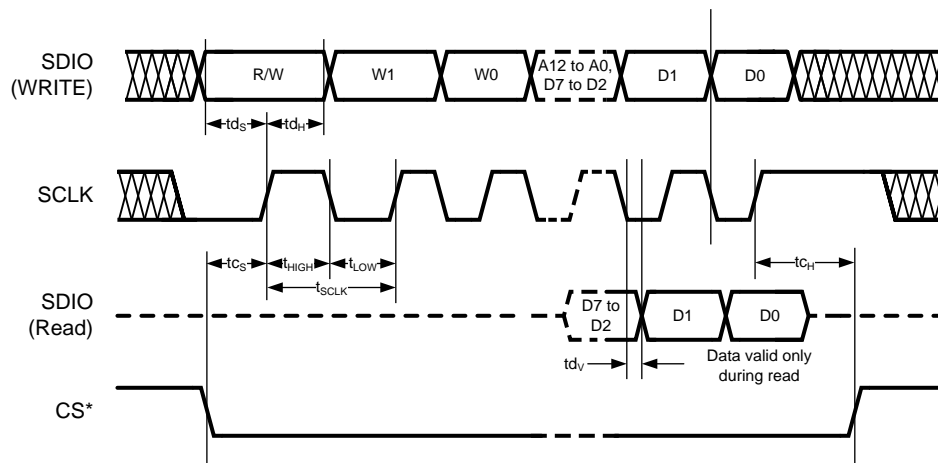 SDIO
(WRITE)
R/W
W1
W0
A12 to A0,
D7 to D2
D1
D0
tdS
tdH
SCLK
tcS
tHIGH
tLOW
tSCLK
tcH
SDIO
(Read)
D7 to
D2
D1
D0
tdV
Data valid only
during read
CS*